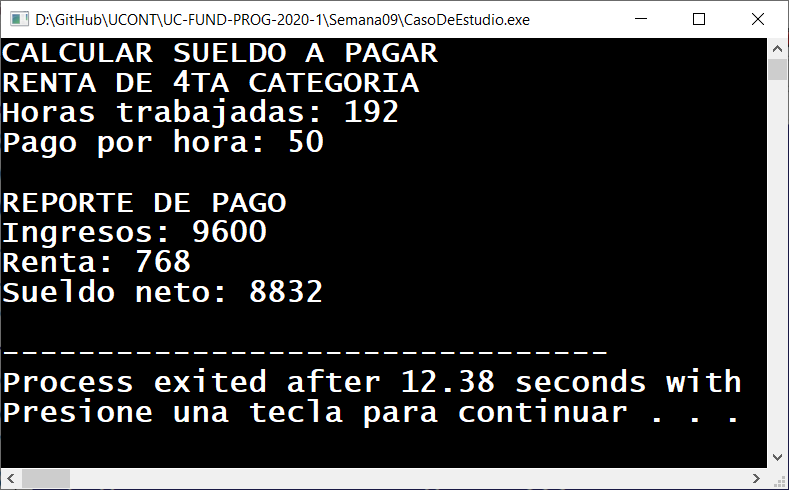 D:\GitHub\UCONT\UC-FUND-PROG-2020-1\Semana09\CasoDeEstudio.exe
CALCULAR SUELDO A PAGAR
RENTA DE 4TA CATEGORIA
Horas trabajadas: 192
Pago por hora: 50
REPORTE DE PAGO
Ingresos: 9600
Renta: 768
Sueldo neto: 8832
--------------------------------
Process exited after 12.38 seconds with
Presione una tecla para continuar . . .